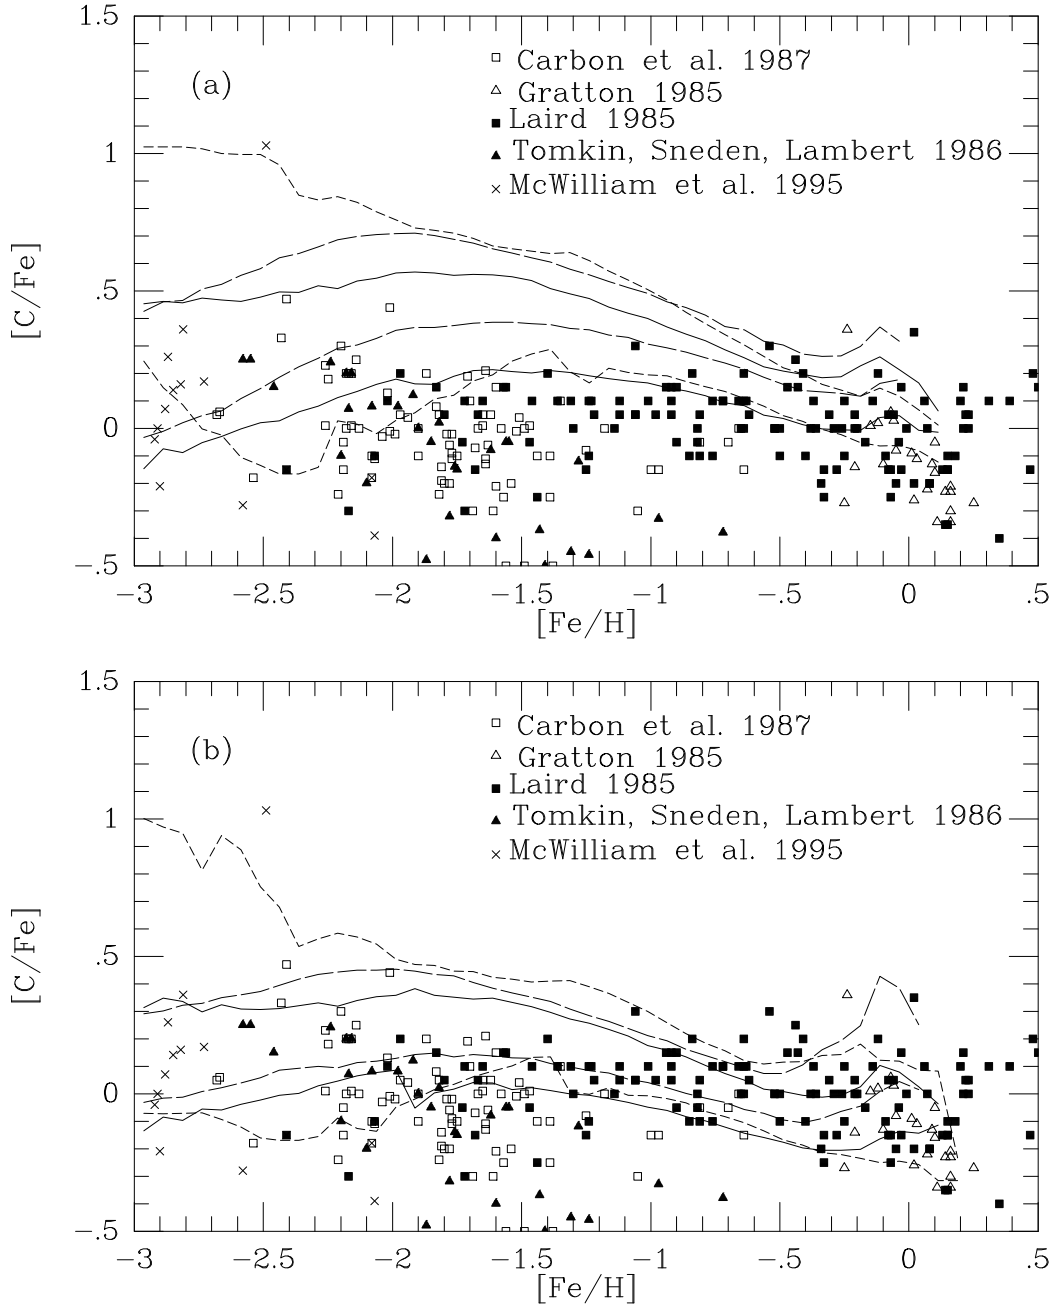 1.5
(a)
Carbon et al. 1987
Gratton 1985
Laird 1985
Tomkin, Sneden, Lambert 1986
McWilliam et al. 1995
1
[C/Fe]
.5
0
−.5
−3 −2.5 −2 −1.5 −1 −.5 0 .5
[Fe/H]
1.5
(b)
Carbon et al. 1987
Gratton 1985
Laird 1985
Tomkin, Sneden, Lambert 1986
McWilliam et al. 1995
1
[C/Fe]
.5
0
−.5
−3 −2.5 −2 −1.5 −1 −.5 0 .5
[Fe/H]